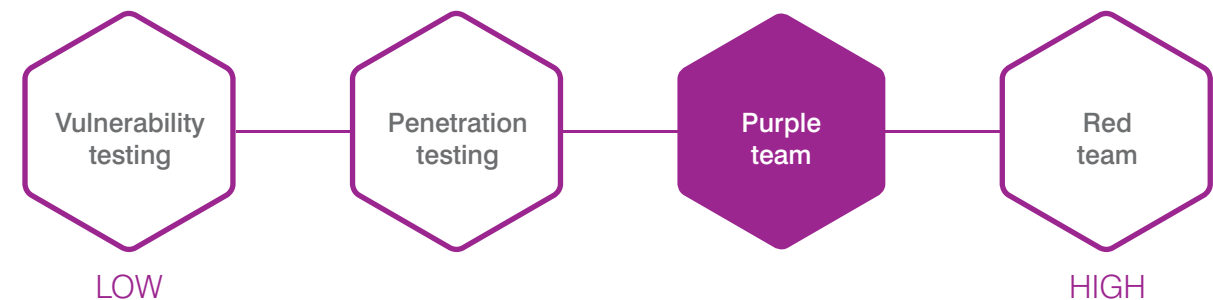 Vulnerability
testing
Penetration
testing
Purple
team
Red
team
LOW
HIGH